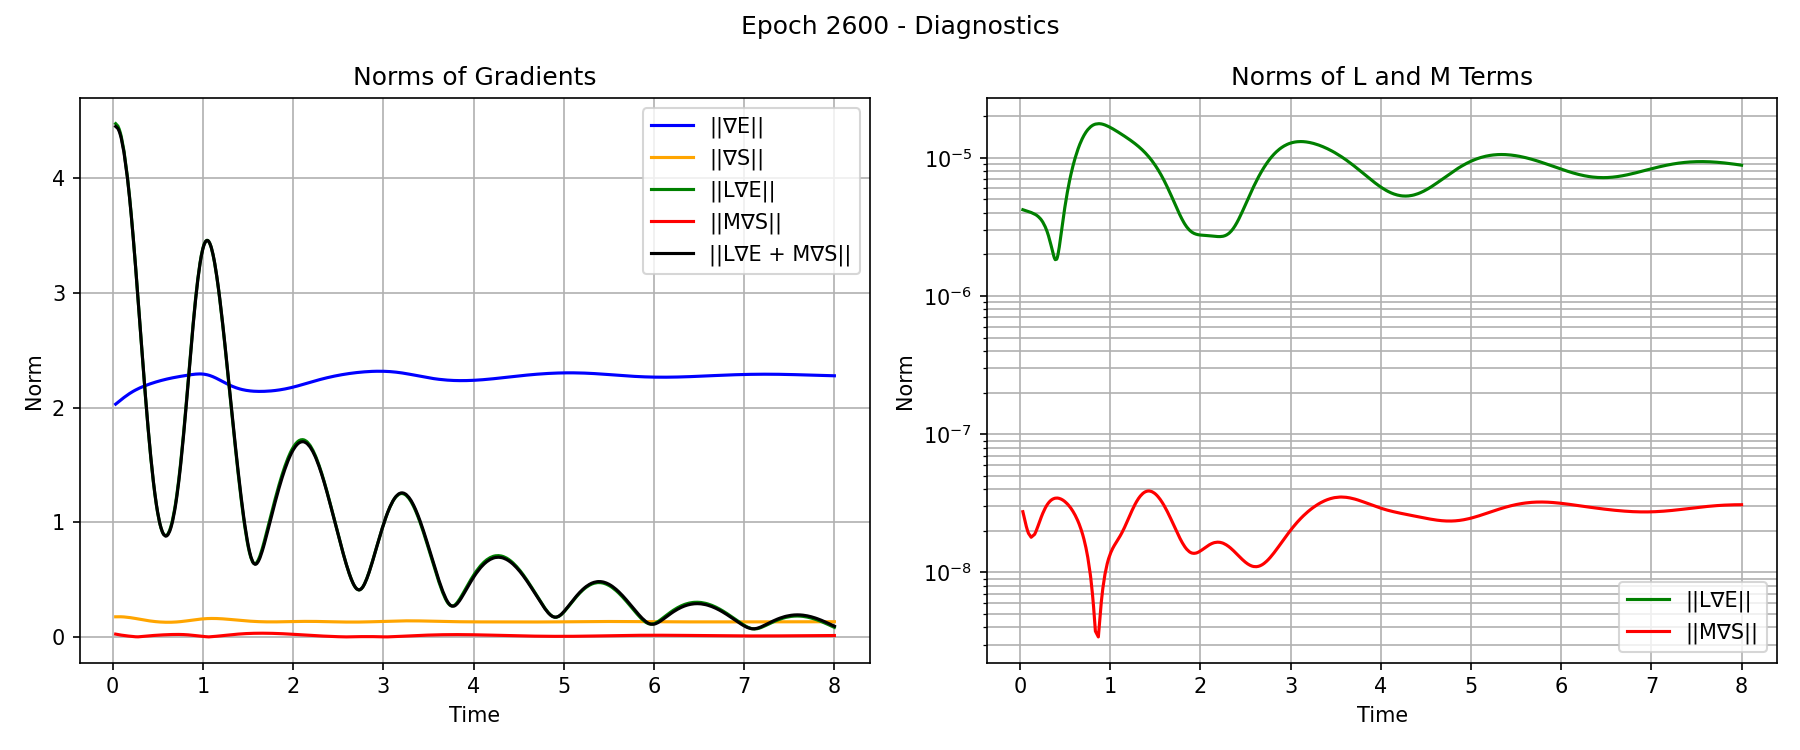 Epoch 2600 - Diagnostics
Norms of Gradients
Norm
4
3
2
1
0
||∇E||
||∇S||
||L∇E||
||M∇S||
||L∇E + M∇S||
0 1 2 3 4 5 6 7 8
Time
Norms of L and M Terms
Norm
10⁻⁵
10⁻⁶
10⁻⁷
10⁻⁸
||L∇E||
||M∇S||
0 1 2 3 4 5 6 7 8
Time